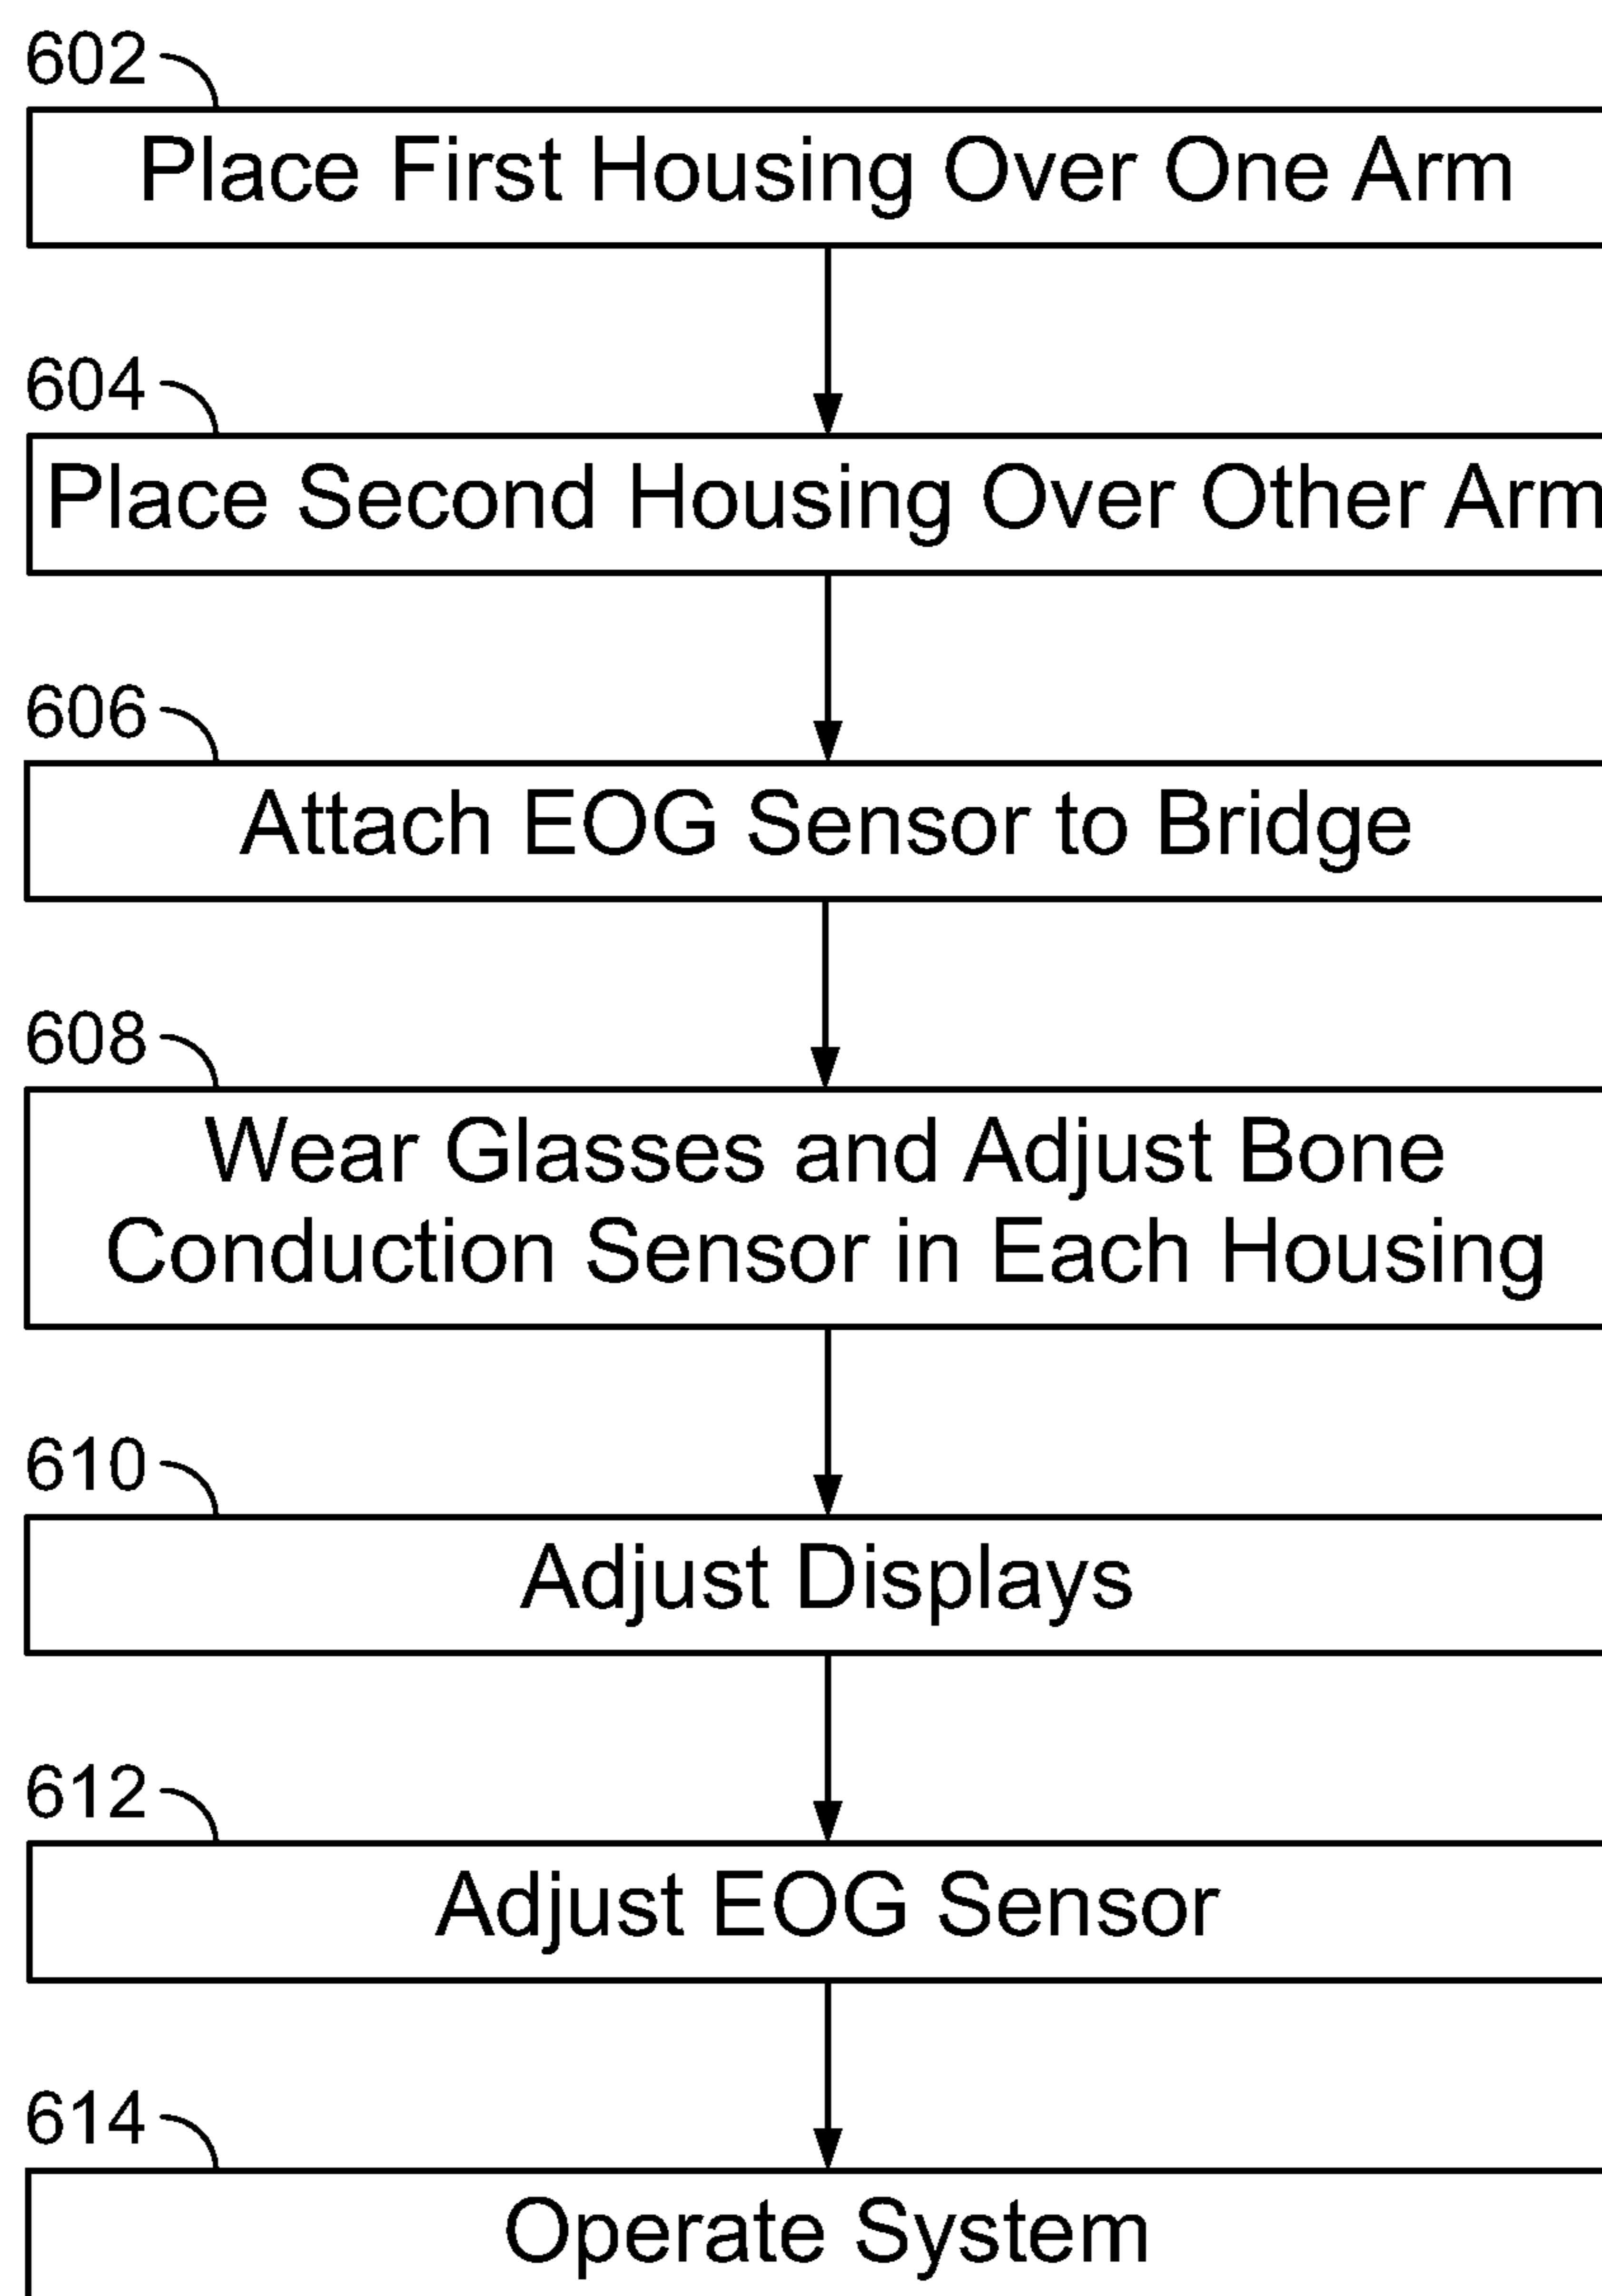 602
Place First Housing Over One Arm
604
Place Second Housing Over Other Arm
606
Attach EOG Sensor to Bridge
608
Wear Glasses and Adjust Bone
Conduction Sensor in Each Housing
610
Adjust Displays
612
Adjust EOG Sensor
614
Operate System